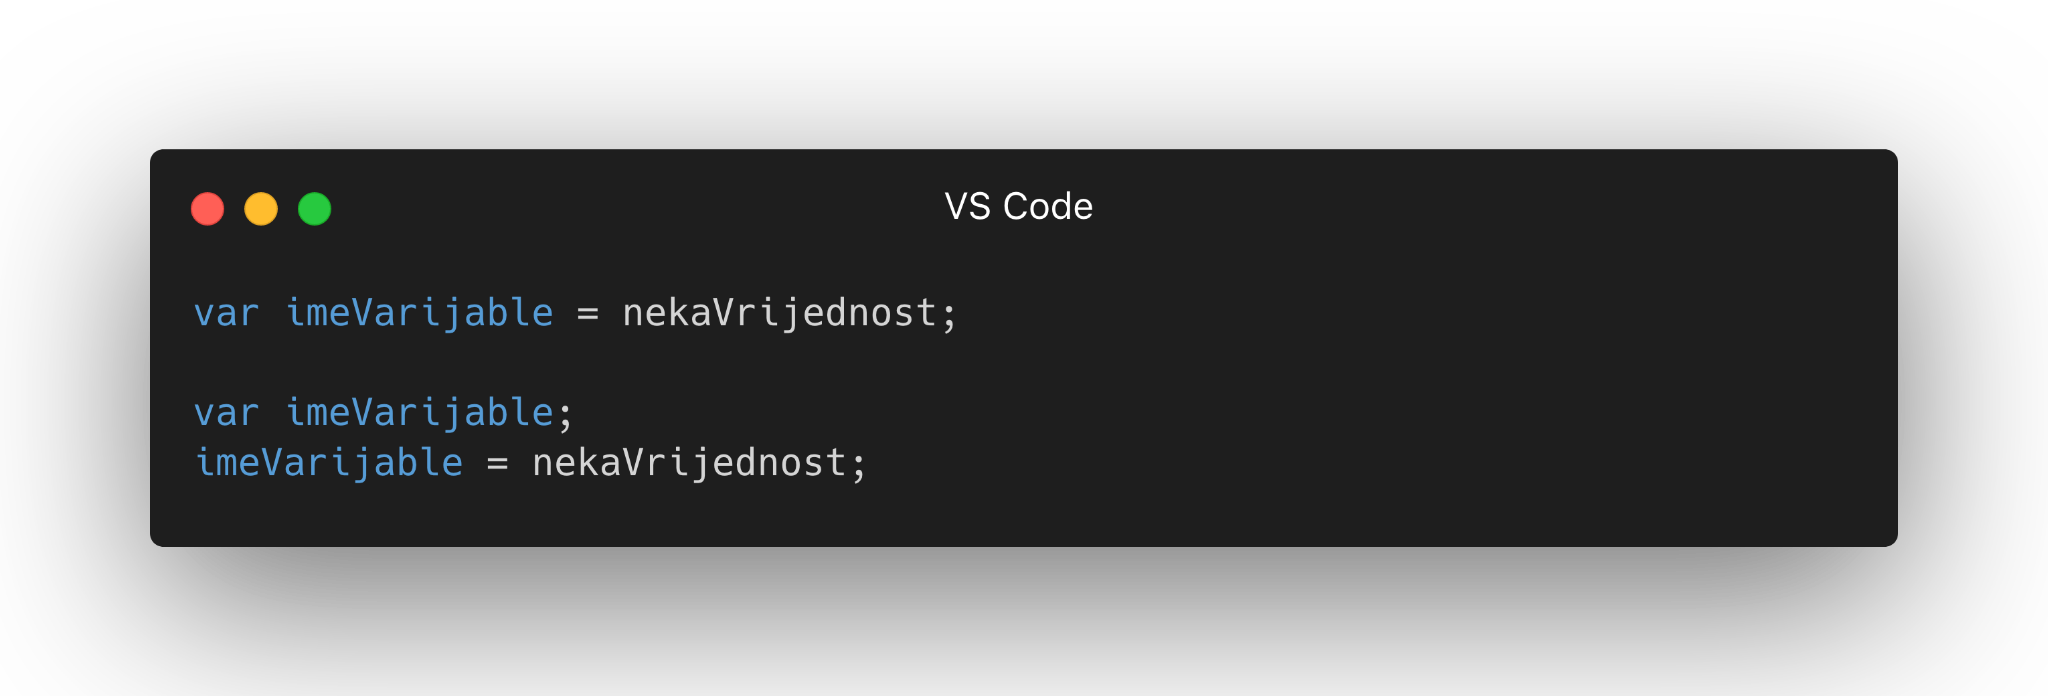 VS Code
var imeVarijable = nekaVrijednost;
var imeVarijable;
imeVarijable = nekaVrijednost;